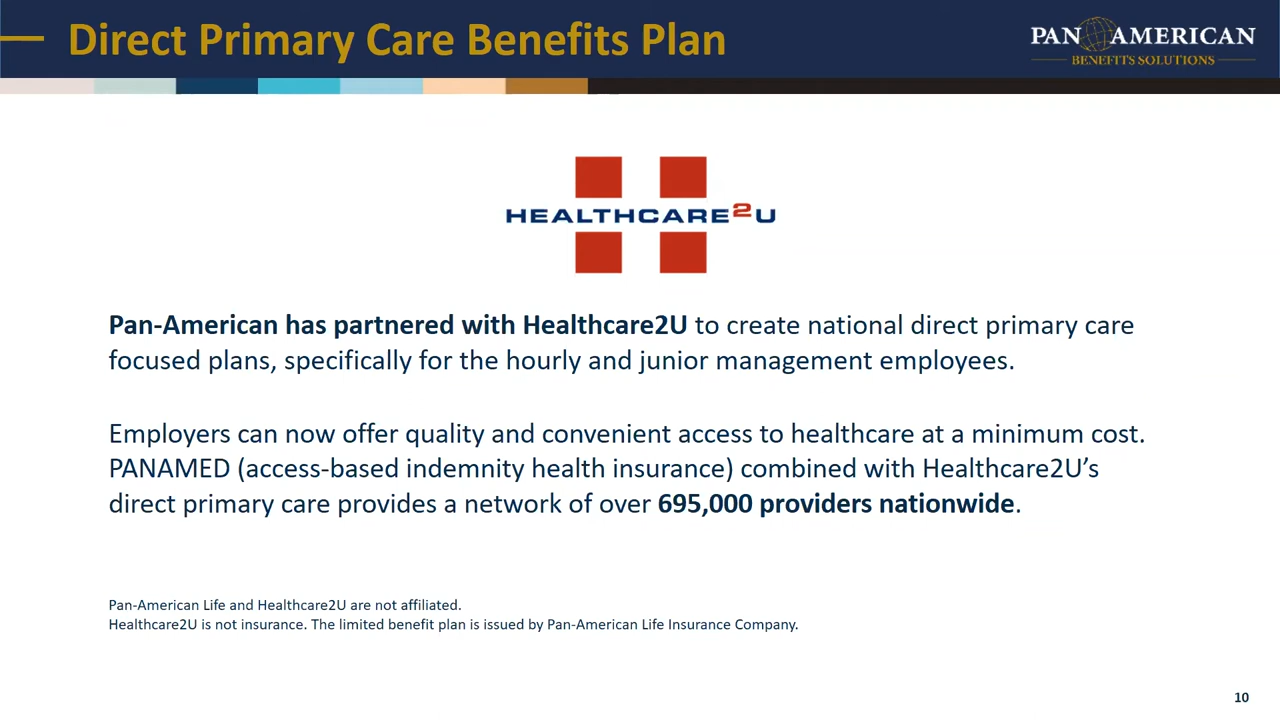 Direct Primary Care Benefits Plan
PAN AMERICAN
BENEFITS SOLUTIONS
HEALTHCARE2U
Pan-American has partnered with Healthcare2U to create national direct primary care
focused plans, specifically for the hourly and junior management employees.
Employers can now offer quality and convenient access to healthcare at a minimum cost.
PANAMED (access-based indemnity health insurance) combined with Healthcare2U’s
direct primary care provides a network of over 695,000 providers nationwide.
Pan-American Life and Healthcare2U are not affiliated.
Healthcare2U is not insurance. The limited benefit plan is issued by Pan-American Life Insurance Company.
10